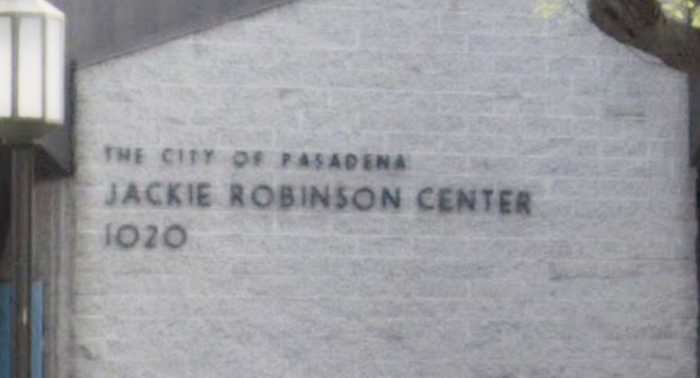 THE CITY OF PASADENA
JACKIE ROBINSON CENTER
1020